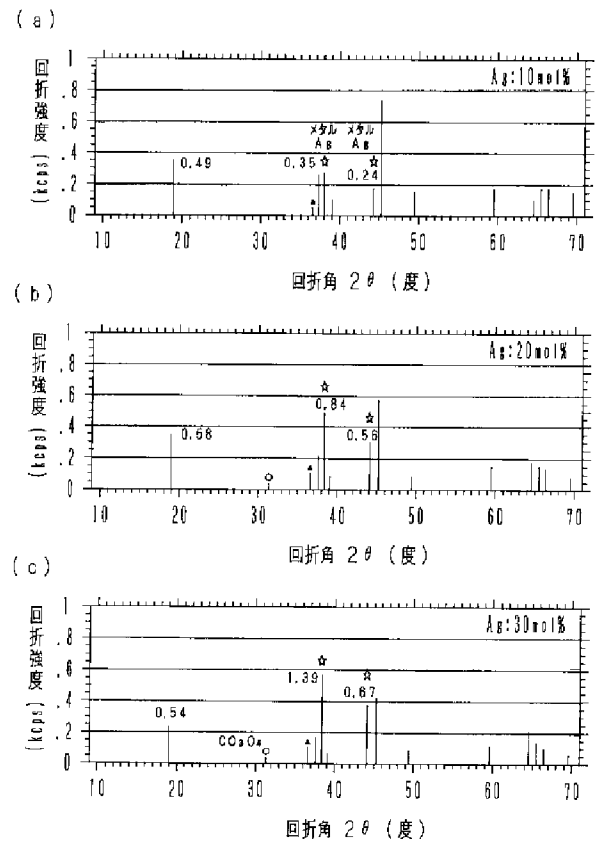 (a)
回折強度 (kcps)
1
.8
.6
.4
.2
0
Ag:10mol%
メタル メタル
Ag Ag
0.49
0.35 ☆ ☆
0.24
10 20 30 40 50 60 70
回折角 2θ (度)
(b)
回折強度 (kcps)
1
.8
.6
.4
.2
0
Ag:20mol%
☆
0.84 ☆
0.68 0.56
10 20 30 40 50 60 70
回折角 2θ (度)
(c)
回折強度 (kcps)
1
.8
.6
.4
.2
0
Ag:30mol%
☆
1.39 ☆
0.67
0.54
CO3O4
10 20 30 40 50 60 70
回折角 2θ (度)